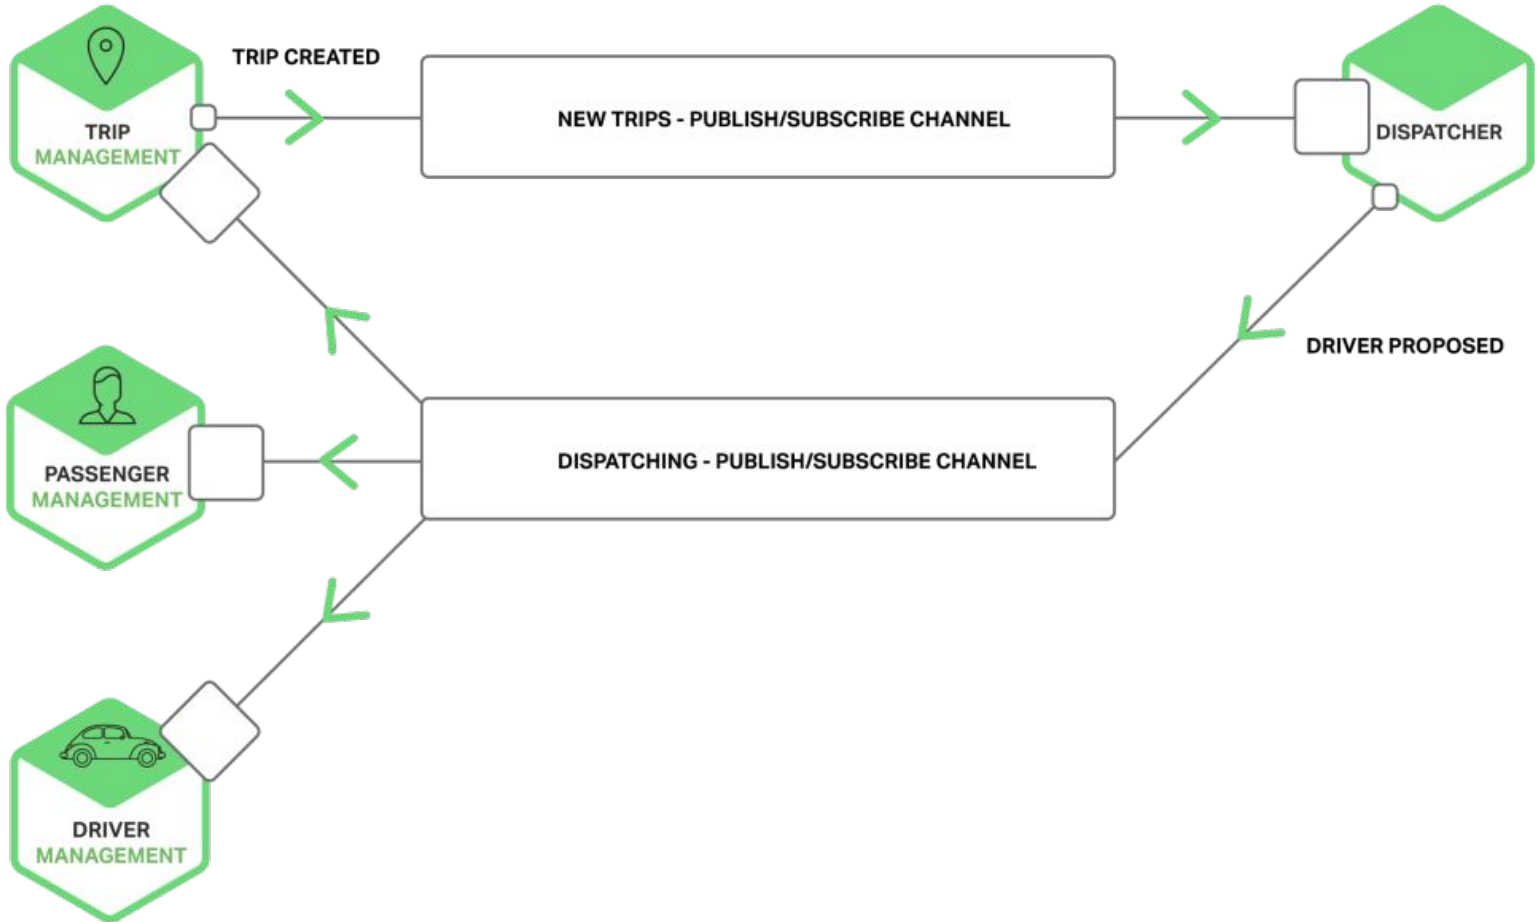 TRIP CREATED
NEW TRIPS - PUBLISH/SUBSCRIBE CHANNEL
TRIP
MANAGEMENT
DISPATCHER
DRIVER PROPOSED
PASSENGER
MANAGEMENT
DISPATCHING - PUBLISH/SUBSCRIBE CHANNEL
DRIVER
MANAGEMENT